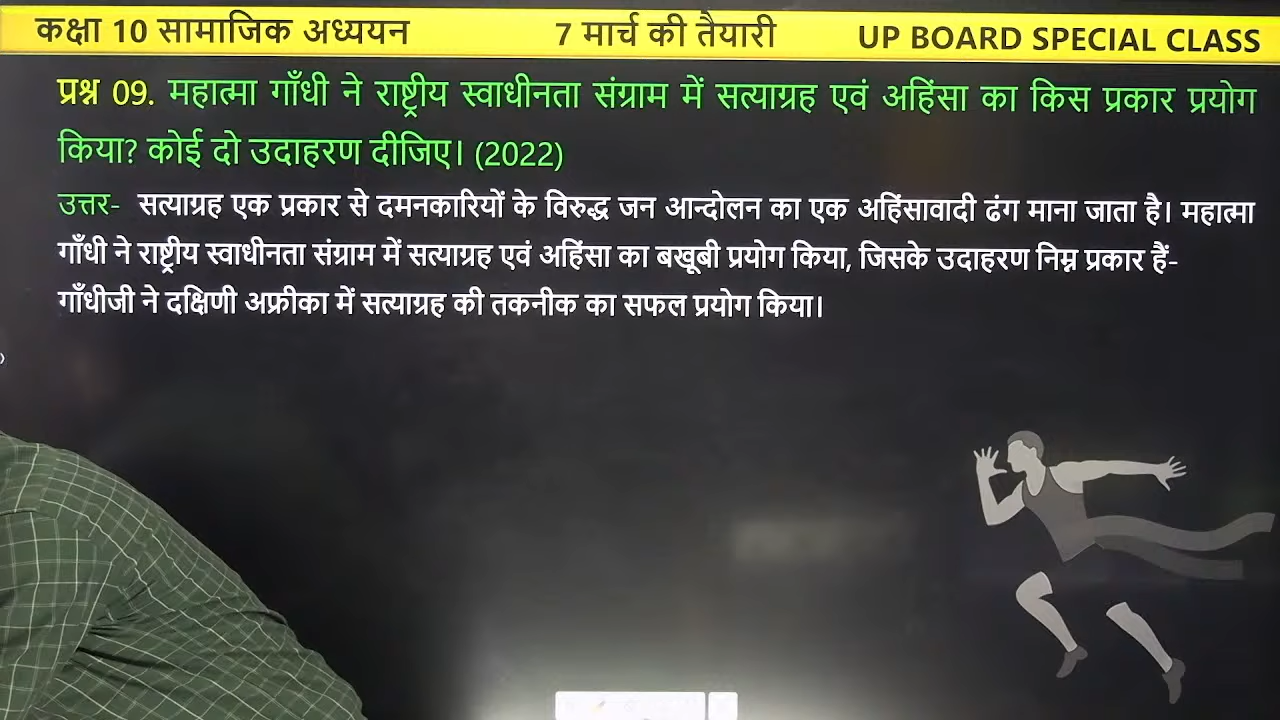 कक्षा 10 सामाजिक अध्ययन 7 मार्च की तैयारी UP BOARD SPECIAL CLASS
प्रश्न 09. महात्मा गाँधी ने राष्ट्रीय स्वाधीनता संग्राम में सत्याग्रह एवं अहिंसा का किस प्रकार प्रयोग
किया? कोई दो उदाहरण दीजिए। (2022)
उत्तर- सत्याग्रह एक प्रकार से दमनकारियों के विरुद्ध जन आन्दोलन का एक अहिंसावादी ढंग माना जाता है। महात्मा
गाँधी ने राष्ट्रीय स्वाधीनता संग्राम में सत्याग्रह एवं अहिंसा का बखूबी प्रयोग किया, जिसके उदाहरण निम्न प्रकार हैं-
गाँधीजी ने दक्षिणी अफ्रीका में सत्याग्रह की तकनीक का सफल प्रयोग किया।